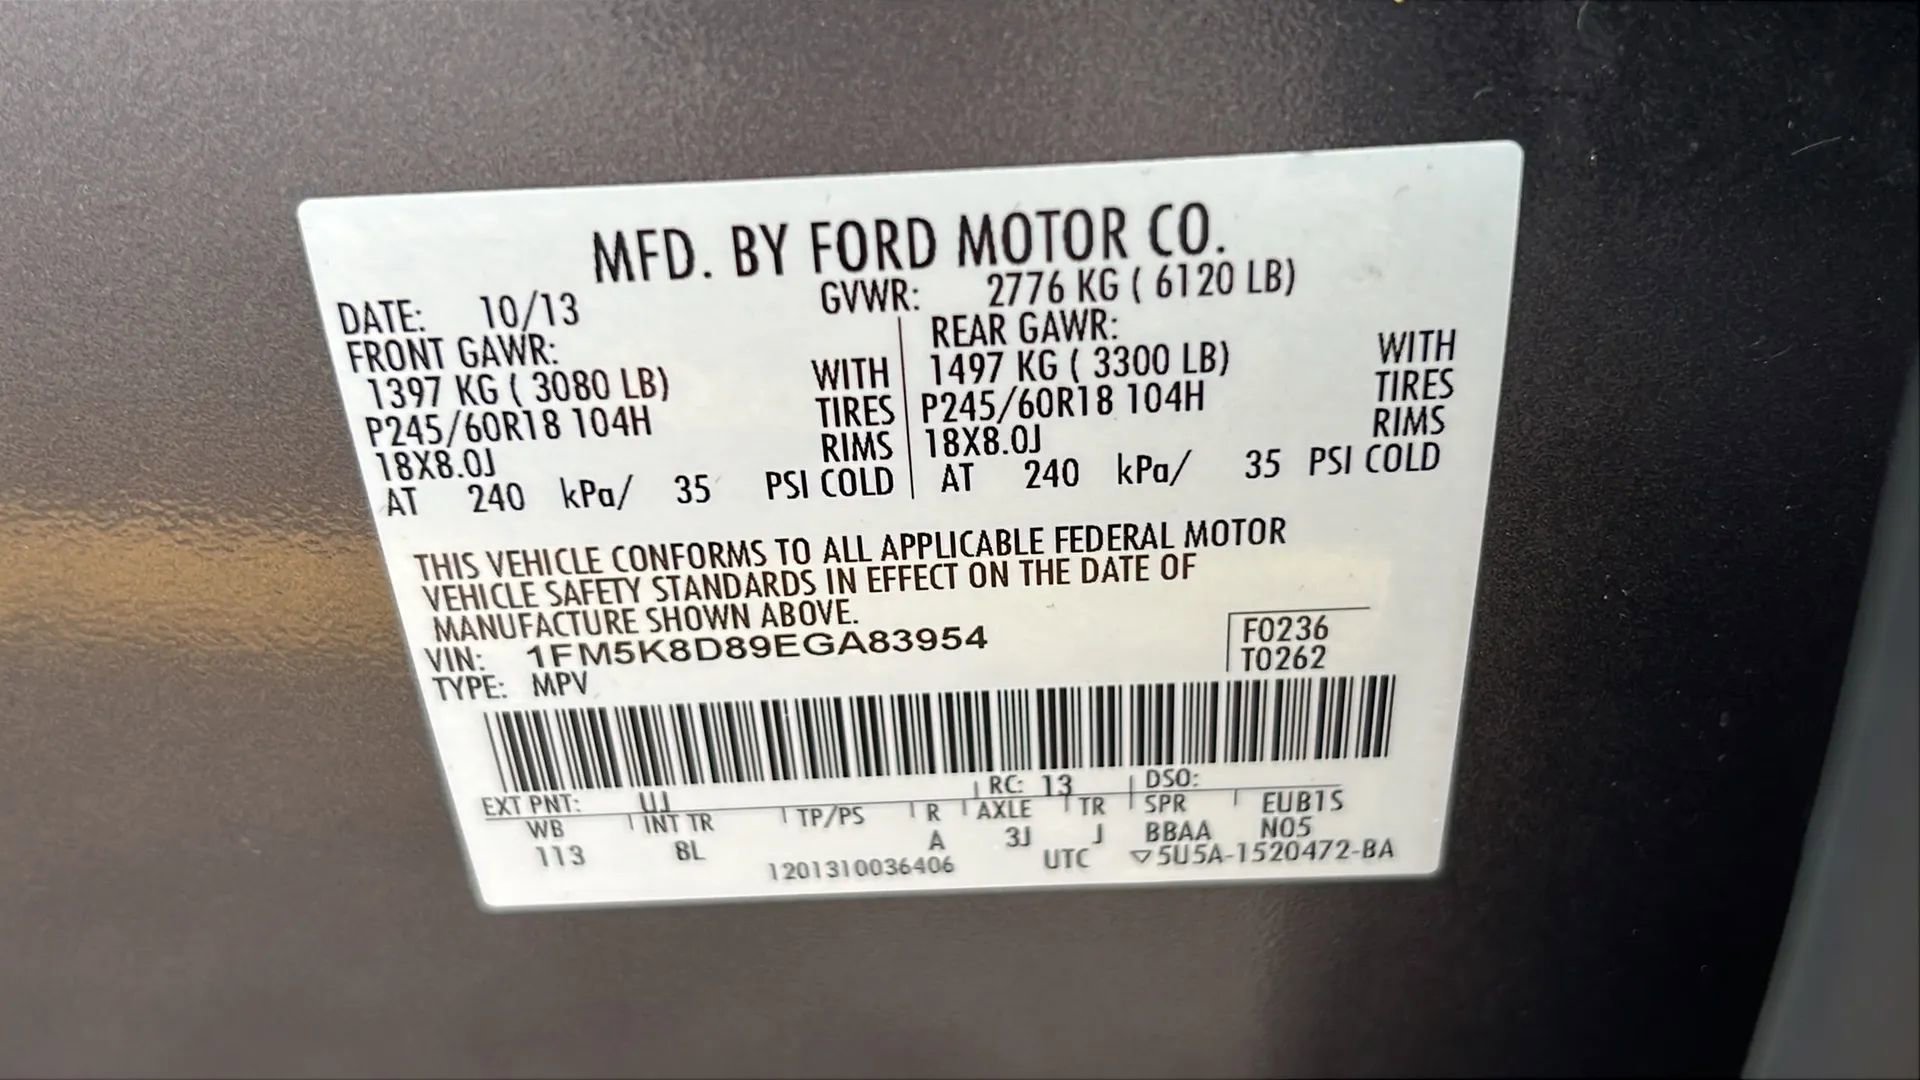 MFD. BY FORD MOTOR CO.
DATE: 10/13 GVWR: 2776 KG ( 6120 LB)
FRONT GAWR: REAR GAWR:
1397 KG ( 3080 LB) WITH 1497 KG ( 3300 LB) WITH
P245/60R18 104H TIRES P245/60R18 104H TIRES
18X8.0J RIMS 18X8.0J RIMS
AT 240 kPa/ 35 PSI COLD AT 240 kPa/ 35 PSI COLD
THIS VEHICLE CONFORMS TO ALL APPLICABLE FEDERAL MOTOR
VEHICLE SAFETY STANDARDS IN EFFECT ON THE DATE OF
MANUFACTURE SHOWN ABOVE.
VIN: 1FM5K8D89EGA83954 F0236
TYPE: MPV T0262
EXT PNT: UJ RC: 13 DSO:
WB INT TR TP/PS R AXLE TR SPR EUB1S
113 8L A 3J J BBAA N05
1201310036406 UTC ▽5U5A-1520472-BA